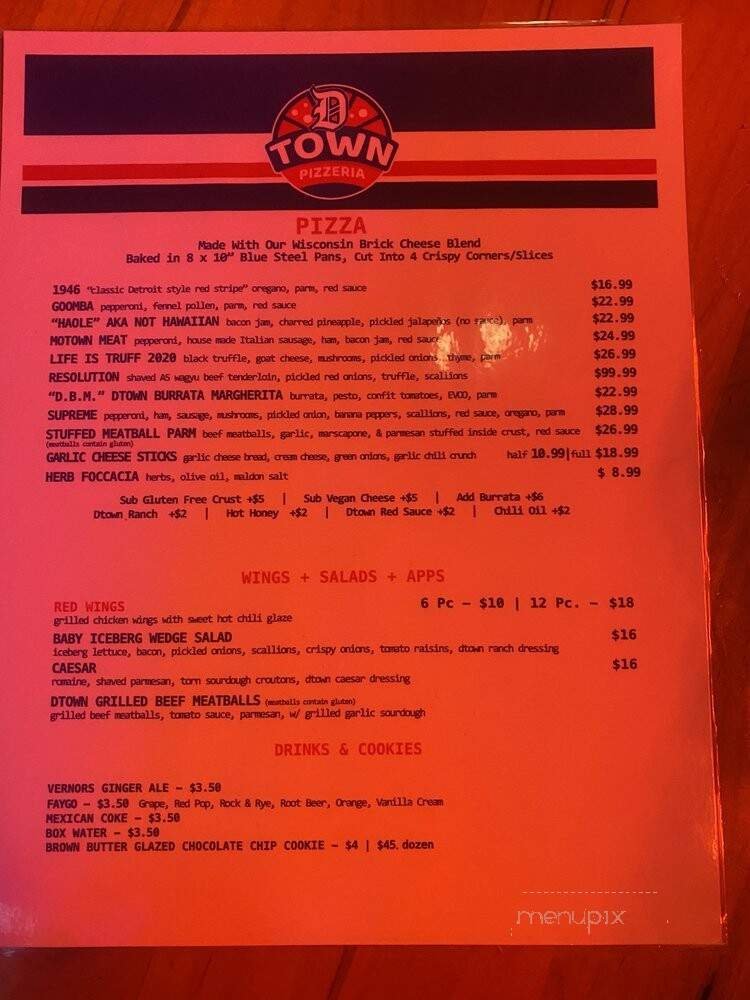 D
TOWN
PIZZERIA
PIZZA
Made With Our Wisconsin Brick Cheese Blend
Baked in 8 x 10” Blue Steel Pans, Cut Into 4 Crispy Corners/Slices
1946 “classic Detroit style red stripe” oregano, parm, red sauce $16.99
GOOMBA pepperoni, fennel pollen, parm, red sauce $22.99
“HAOLE” AKA NOT HAWAIIAN bacon jam, charred pineapple, pickled jalapeños (no sauce), parm $22.99
MOTOWN MEAT pepperoni, house made Italian sausage, ham, bacon jam, red sauce $24.99
LIFE IS TRUFF 2020 black truffle, goat cheese, mushrooms, pickled onions, thyme, parm $26.99
RESOLUTION shaved A5 wagyu beef tenderloin, pickled red onions, truffle, scallions $99.99
“D.B.M.” DTOWN BURRATA MARGHERITA burrata, pesto, confit tomatoes, EVOO, parm $22.99
SUPREME pepperoni, ham, sausage, mushrooms, pickled onion, banana peppers, scallions, red sauce, oregano, parm $28.99
STUFFED MEATBALL PARM beef meatballs, garlic, marscapone, & parmesan stuffed inside crust, red sauce $26.99
(meatballs contain gluten)
GARLIC CHEESE STICKS garlic cheese bread, cream cheese, green onions, garlic chili crunch half 10.99|full $18.99
HERB FOCCACIA herbs, olive oil, maldon salt $ 8.99
Sub Gluten Free Crust +$5 | Sub Vegan Cheese +$5 | Add Burrata +$6
Dtown Ranch +$2 | Hot Honey +$2 | Dtown Red Sauce +$2 | Chili Oil +$2
WINGS + SALADS + APPS
RED WINGS 6 Pc – $10 | 12 Pc. – $18
grilled chicken wings with sweet hot chili glaze
BABY ICEBERG WEDGE SALAD $16
iceberg lettuce, bacon, pickled onions, scallions, crispy onions, tomato raisins, dtown ranch dressing
CAESAR $16
romaine, shaved parmesan, torn sourdough croutons, dtown caesar dressing
DTOWN GRILLED BEEF MEATBALLS (meatballs contain gluten)
grilled beef meatballs, tomato sauce, parmesan, w/ grilled garlic sourdough
DRINKS & COOKIES
VERNORS GINGER ALE – $3.50
FAYGO – $3.50 Grape, Red Pop, Rock & Rye, Root Beer, Orange, Vanilla Cream
MEXICAN COKE – $3.50
BOX WATER – $3.50
BROWN BUTTER GLAZED CHOCOLATE CHIP COOKIE – $4 | $45. dozen
menupix